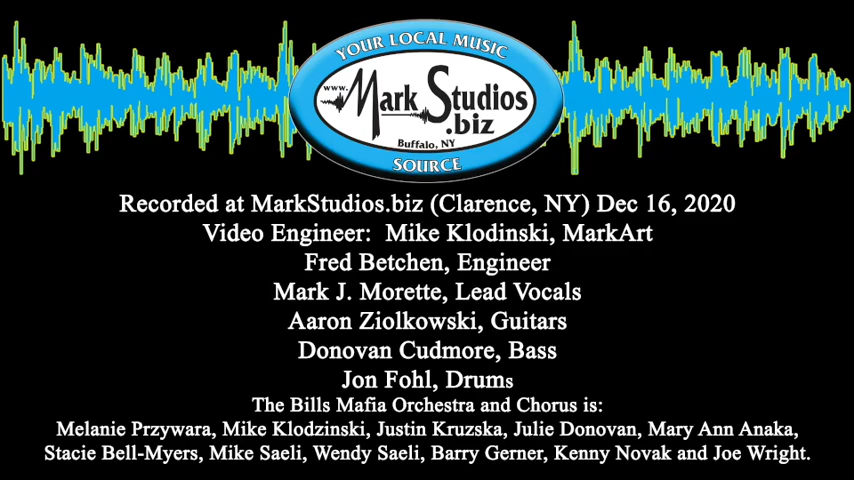 YOUR LOCAL MUSIC
www.
Mark Studios
.biz
Buffalo, NY
SOURCE
Recorded at MarkStudios.biz (Clarence, NY) Dec 16, 2020
Video Engineer: Mike Klodinski, MarkArt
Fred Betchen, Engineer
Mark J. Morette, Lead Vocals
Aaron Ziolkowski, Guitars
Donovan Cudmore, Bass
Jon Fohl, Drums
The Bills Mafia Orchestra and Chorus is:
Melanie Przywara, Mike Klodzinski, Justin Kruzska, Julie Donovan, Mary Ann Anaka,
Stacie Bell-Myers, Mike Saeli, Wendy Saeli, Barry Gerner, Kenny Novak and Joe Wright.